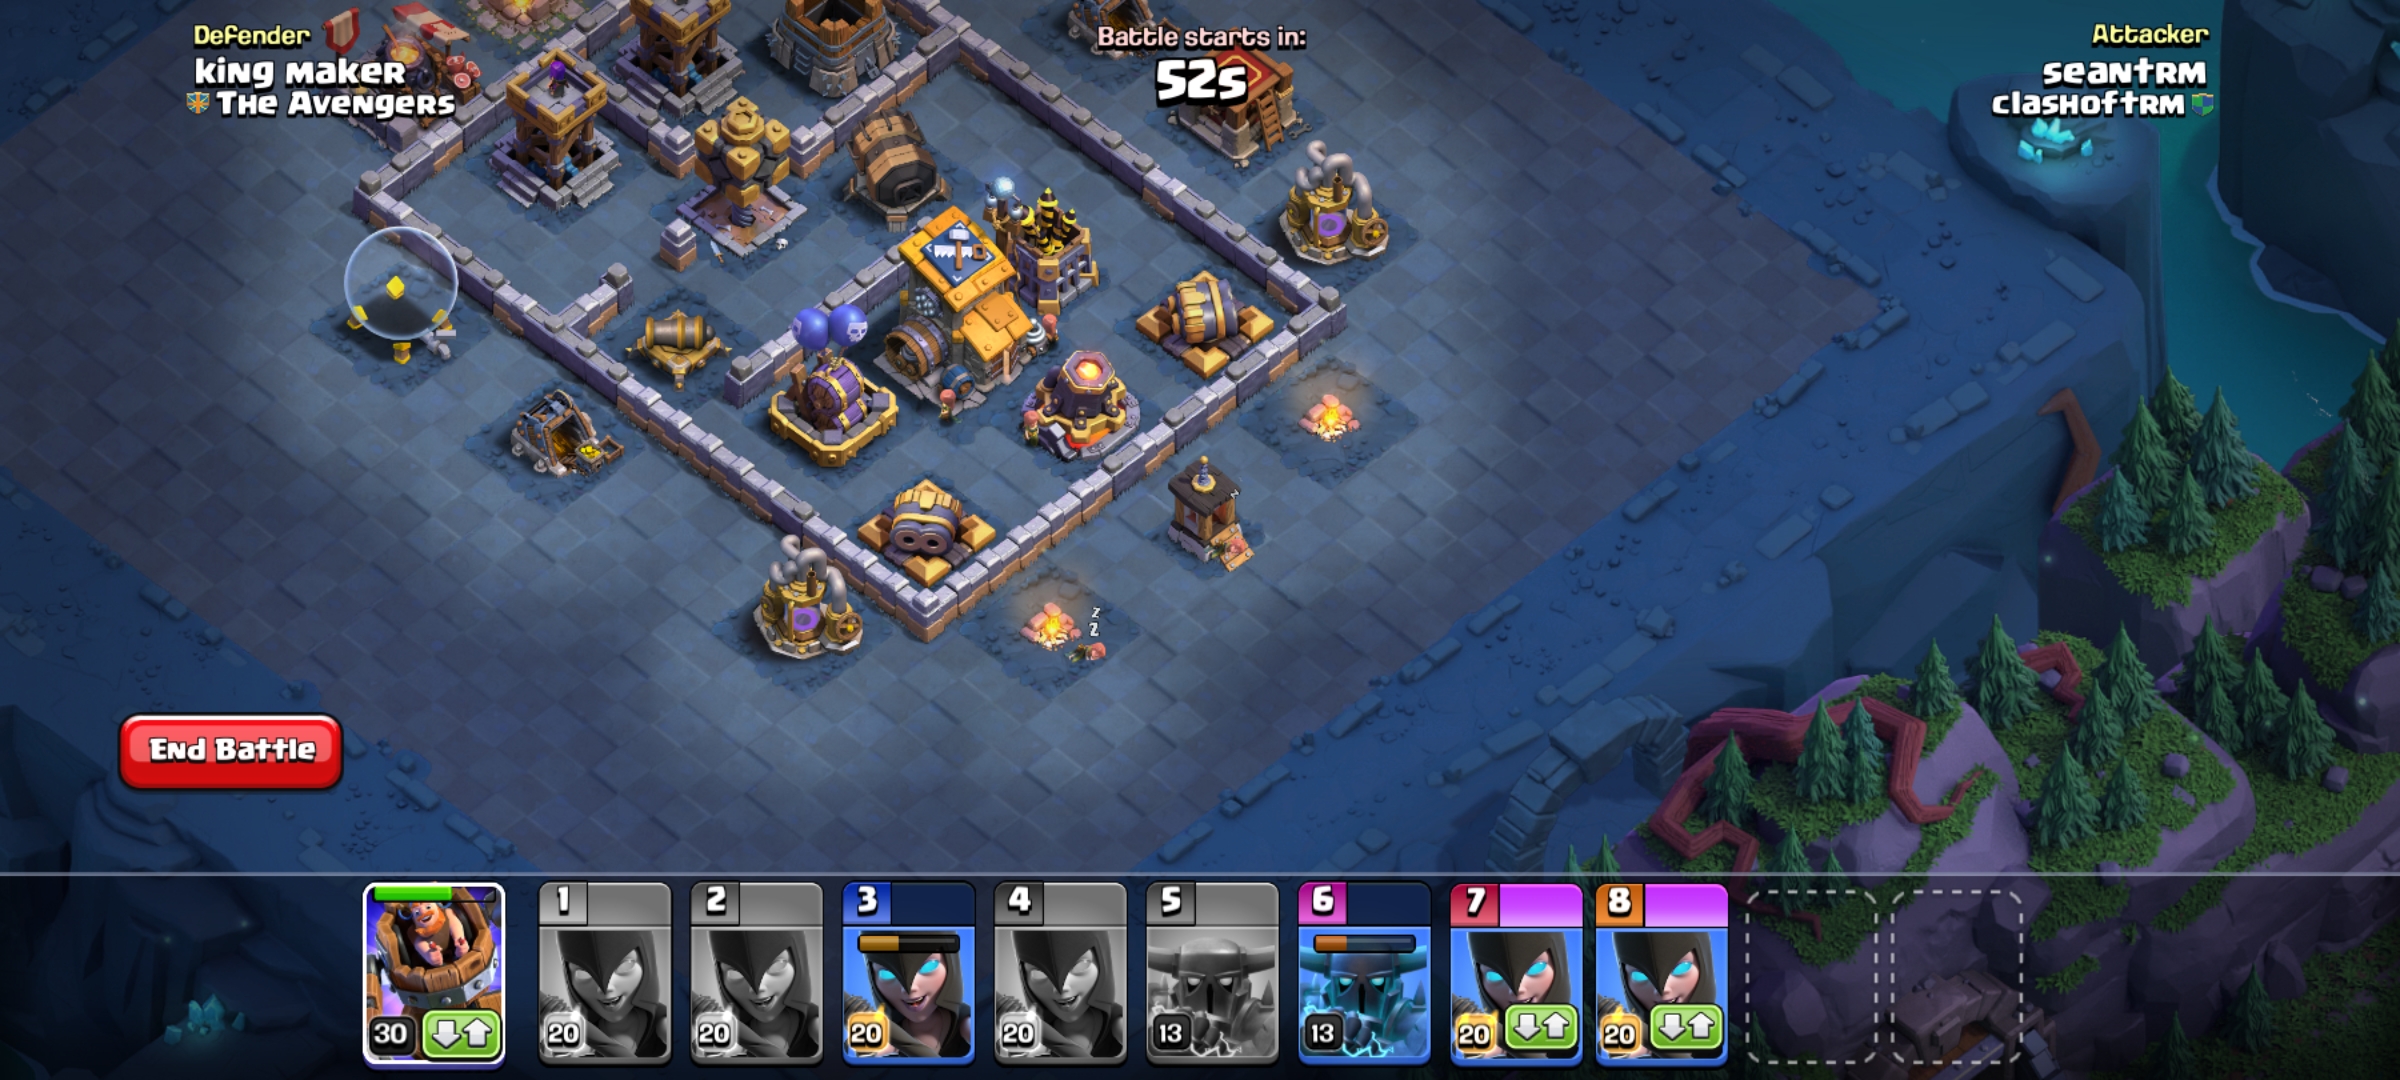 Defender
king maker
The Avengers
Battle starts in:
52s
Attacker
seantRM
clashoftRM
z
z
z
End Battle
1
2
3
4
5
6
7
8
30
20
20
20
20
13
13
20
20